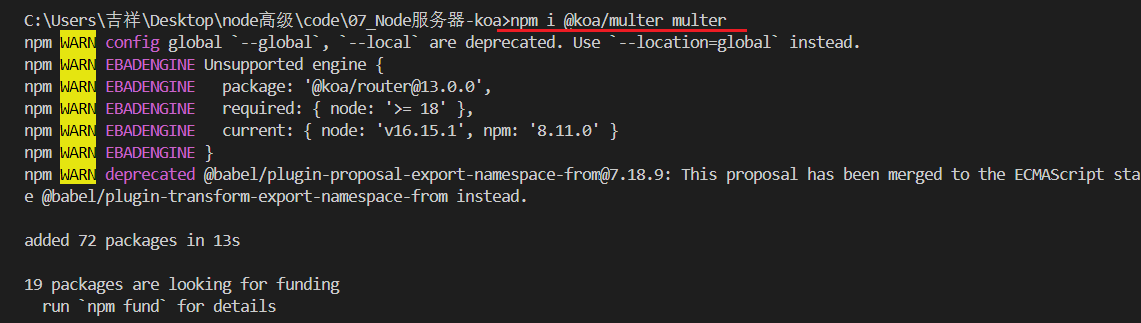 C:\Users\吉祥\Desktop\node高级\code\07_Node服务器-koa>npm i @koa/multer multer
npm WARN config global `--global`, `--local` are deprecated. Use `--location=global` instead.
npm WARN EBADENGINE Unsupported engine {
npm WARN EBADENGINE   package: '@koa/router@13.0.0',
npm WARN EBADENGINE   required: { node: '>= 18' },
npm WARN EBADENGINE   current: { node: 'v16.15.1', npm: '8.11.0' }
npm WARN EBADENGINE }
npm WARN deprecated @babel/plugin-proposal-export-namespace-from@7.18.9: This proposal has been merged to the ECMAScript sta
e @babel/plugin-transform-export-namespace-from instead.
added 72 packages in 13s
19 packages are looking for funding
  run `npm fund` for details